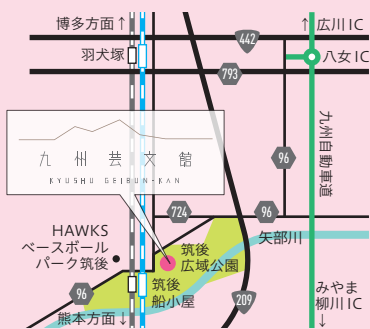 博多方面↑
442
↑広川IC
羽犬塚
八女IC
793
九州自動車道
↓
96
九州芸文館
KYUSHU GEIBUN-KAN
724
96
矢部川
HAWKS
ベースボール
パーク筑後
筑後
広域公園
96
筑後
船小屋
209
みやま
柳川IC
↓
熊本方面↓